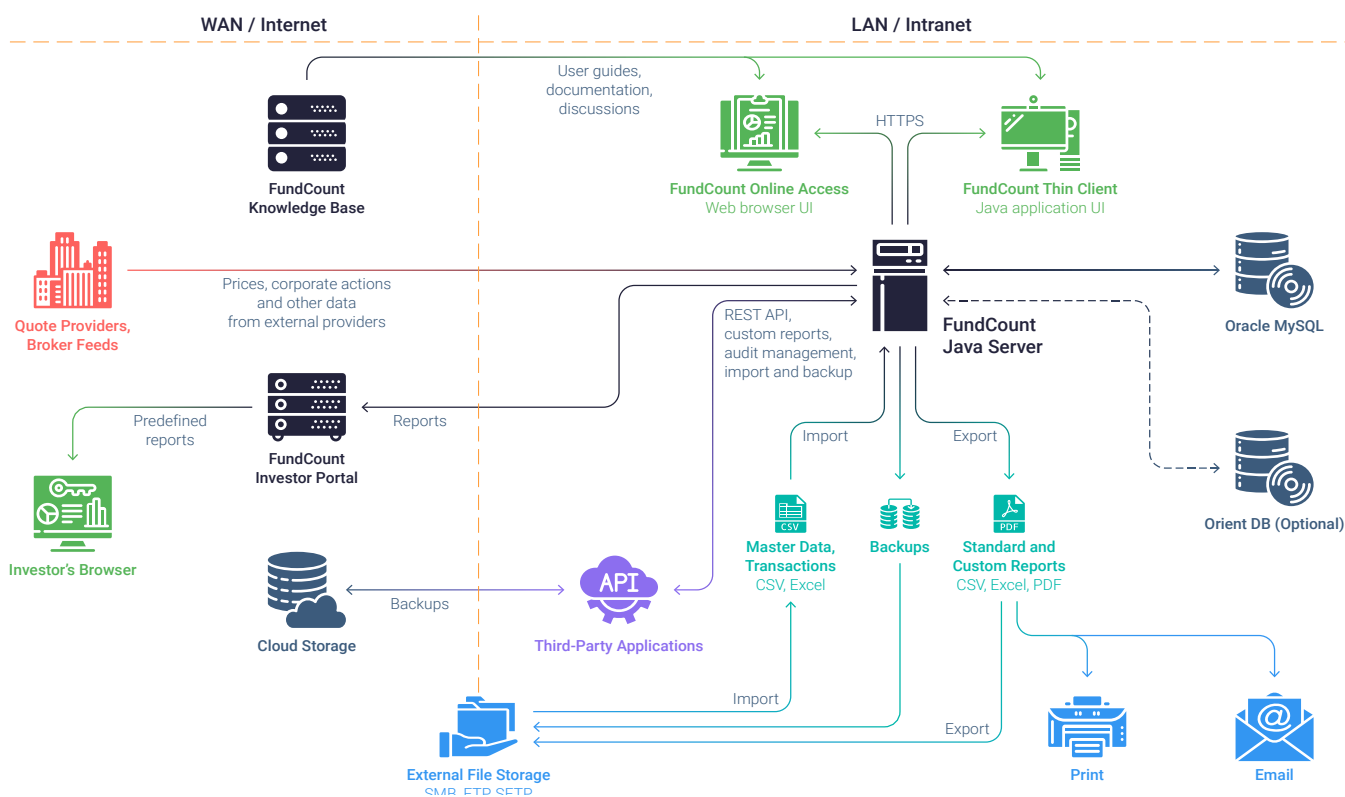 WAN / Internet
LAN / Intranet
User guides,
documentation,
discussions
HTTPS
FundCount
Knowledge Base
FundCount Online Access
Web browser UI
FundCount Thin Client
Java application UI
Prices, corporate actions
and other data
from external providers
Quote Providers,
Broker Feeds
REST API,
custom reports,
audit management,
import and backup
FundCount
Java Server
Oracle MySQL
Predefined
reports
Reports
Import
Export
FundCount
Investor Portal
CSV
PDF
Orient DB (Optional)
Investor's Browser
Master Data,
Transactions
CSV, Excel
Backups
Standard and
Custom Reports
CSV, Excel, PDF
API
Backups
Cloud Storage
Third-Party Applications
Import
Export
@
External File Storage
SMB, FTP, SFTP
Print
Email